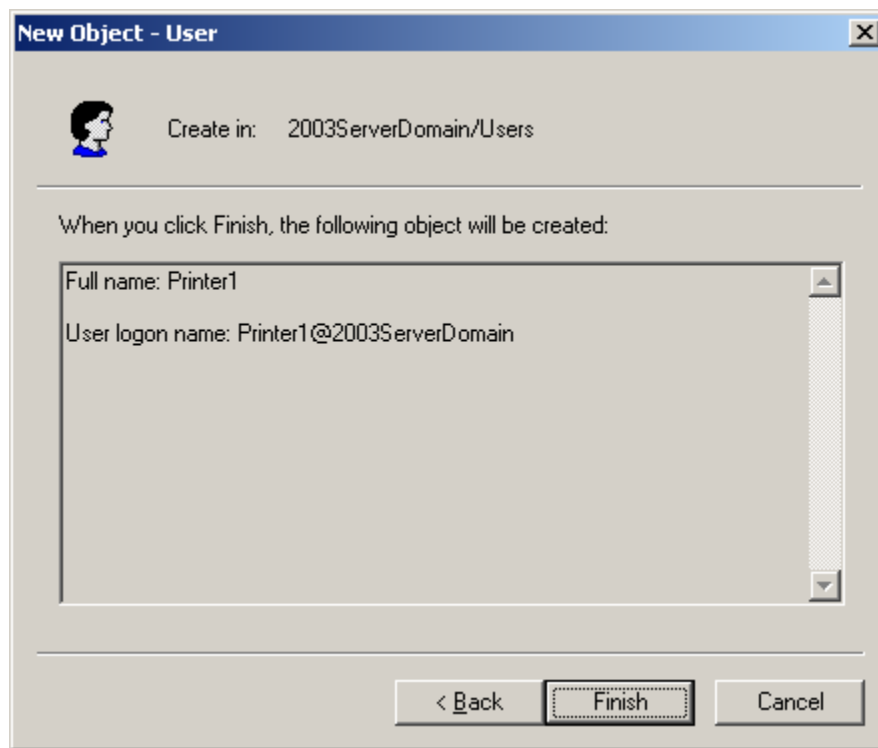 New Object - User
Create in: 2003ServerDomain/Users
When you click Finish, the following object will be created:
Full name: Printer1
User logon name: Printer1@2003ServerDomain
< Back Finish Cancel